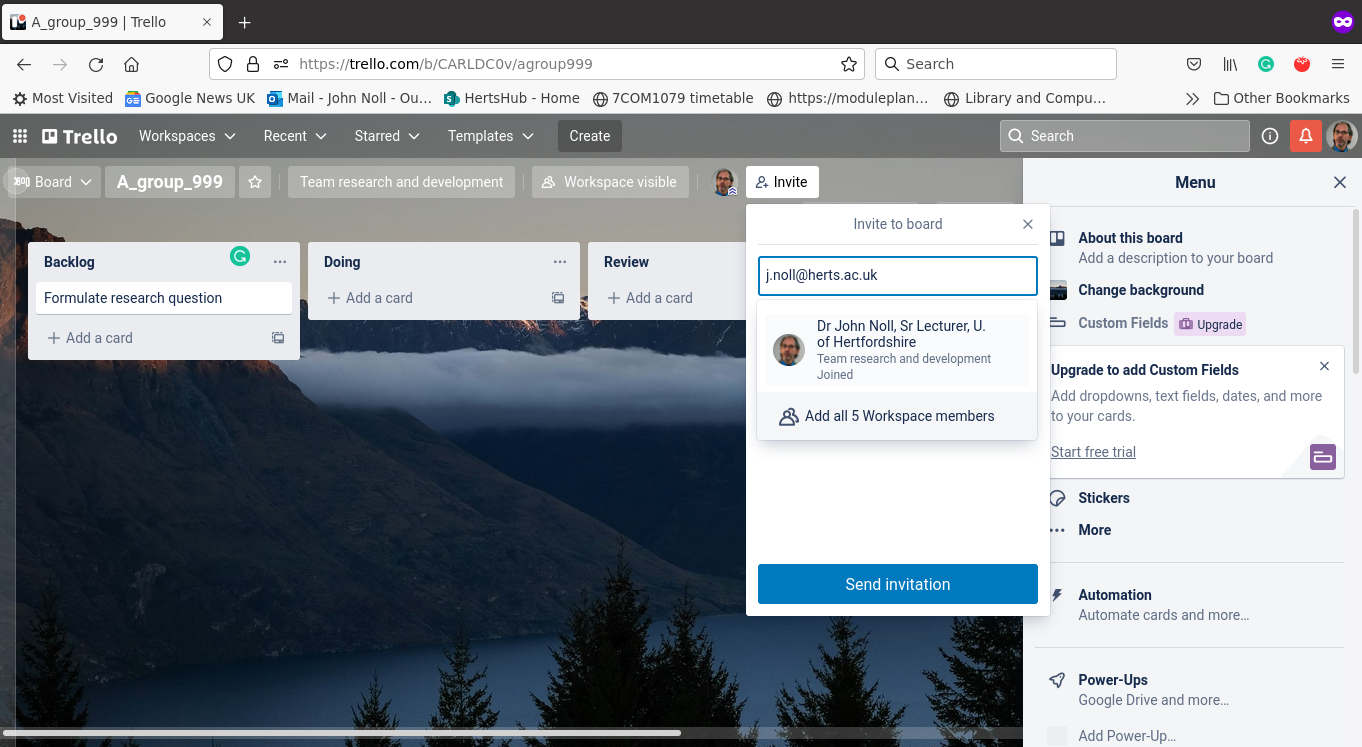 A_group_999 | Trello
https://trello.com/b/CARLDC0v/agroup999
Search
Most Visited
Google News UK
Mail - John Noll - Ou…
HertsHub - Home
7COM1079 timetable
https://moduleplan…
Library and Compu…
Other Bookmarks
Trello
Workspaces
Recent
Starred
Templates
Create
Search
Board
A_group_999
Team research and development
Workspace visible
Invite
Menu
Invite to board
j.noll@herts.ac.uk
Dr John Noll, Sr Lecturer, U.
of Hertfordshire
Team research and development
Joined
Add all 5 Workspace members
Send invitation
Backlog
Formulate research question
Add a card
Doing
Add a card
Review
Add a card
About this board
Add a description to your board
Change background
Custom Fields
Upgrade
Upgrade to add Custom Fields
Add dropdowns, text fields, dates, and more
to your cards.
Start free trial
Stickers
More
Automation
Automate cards and more…
Power-Ups
Google Drive and more…
Add Power-Up…